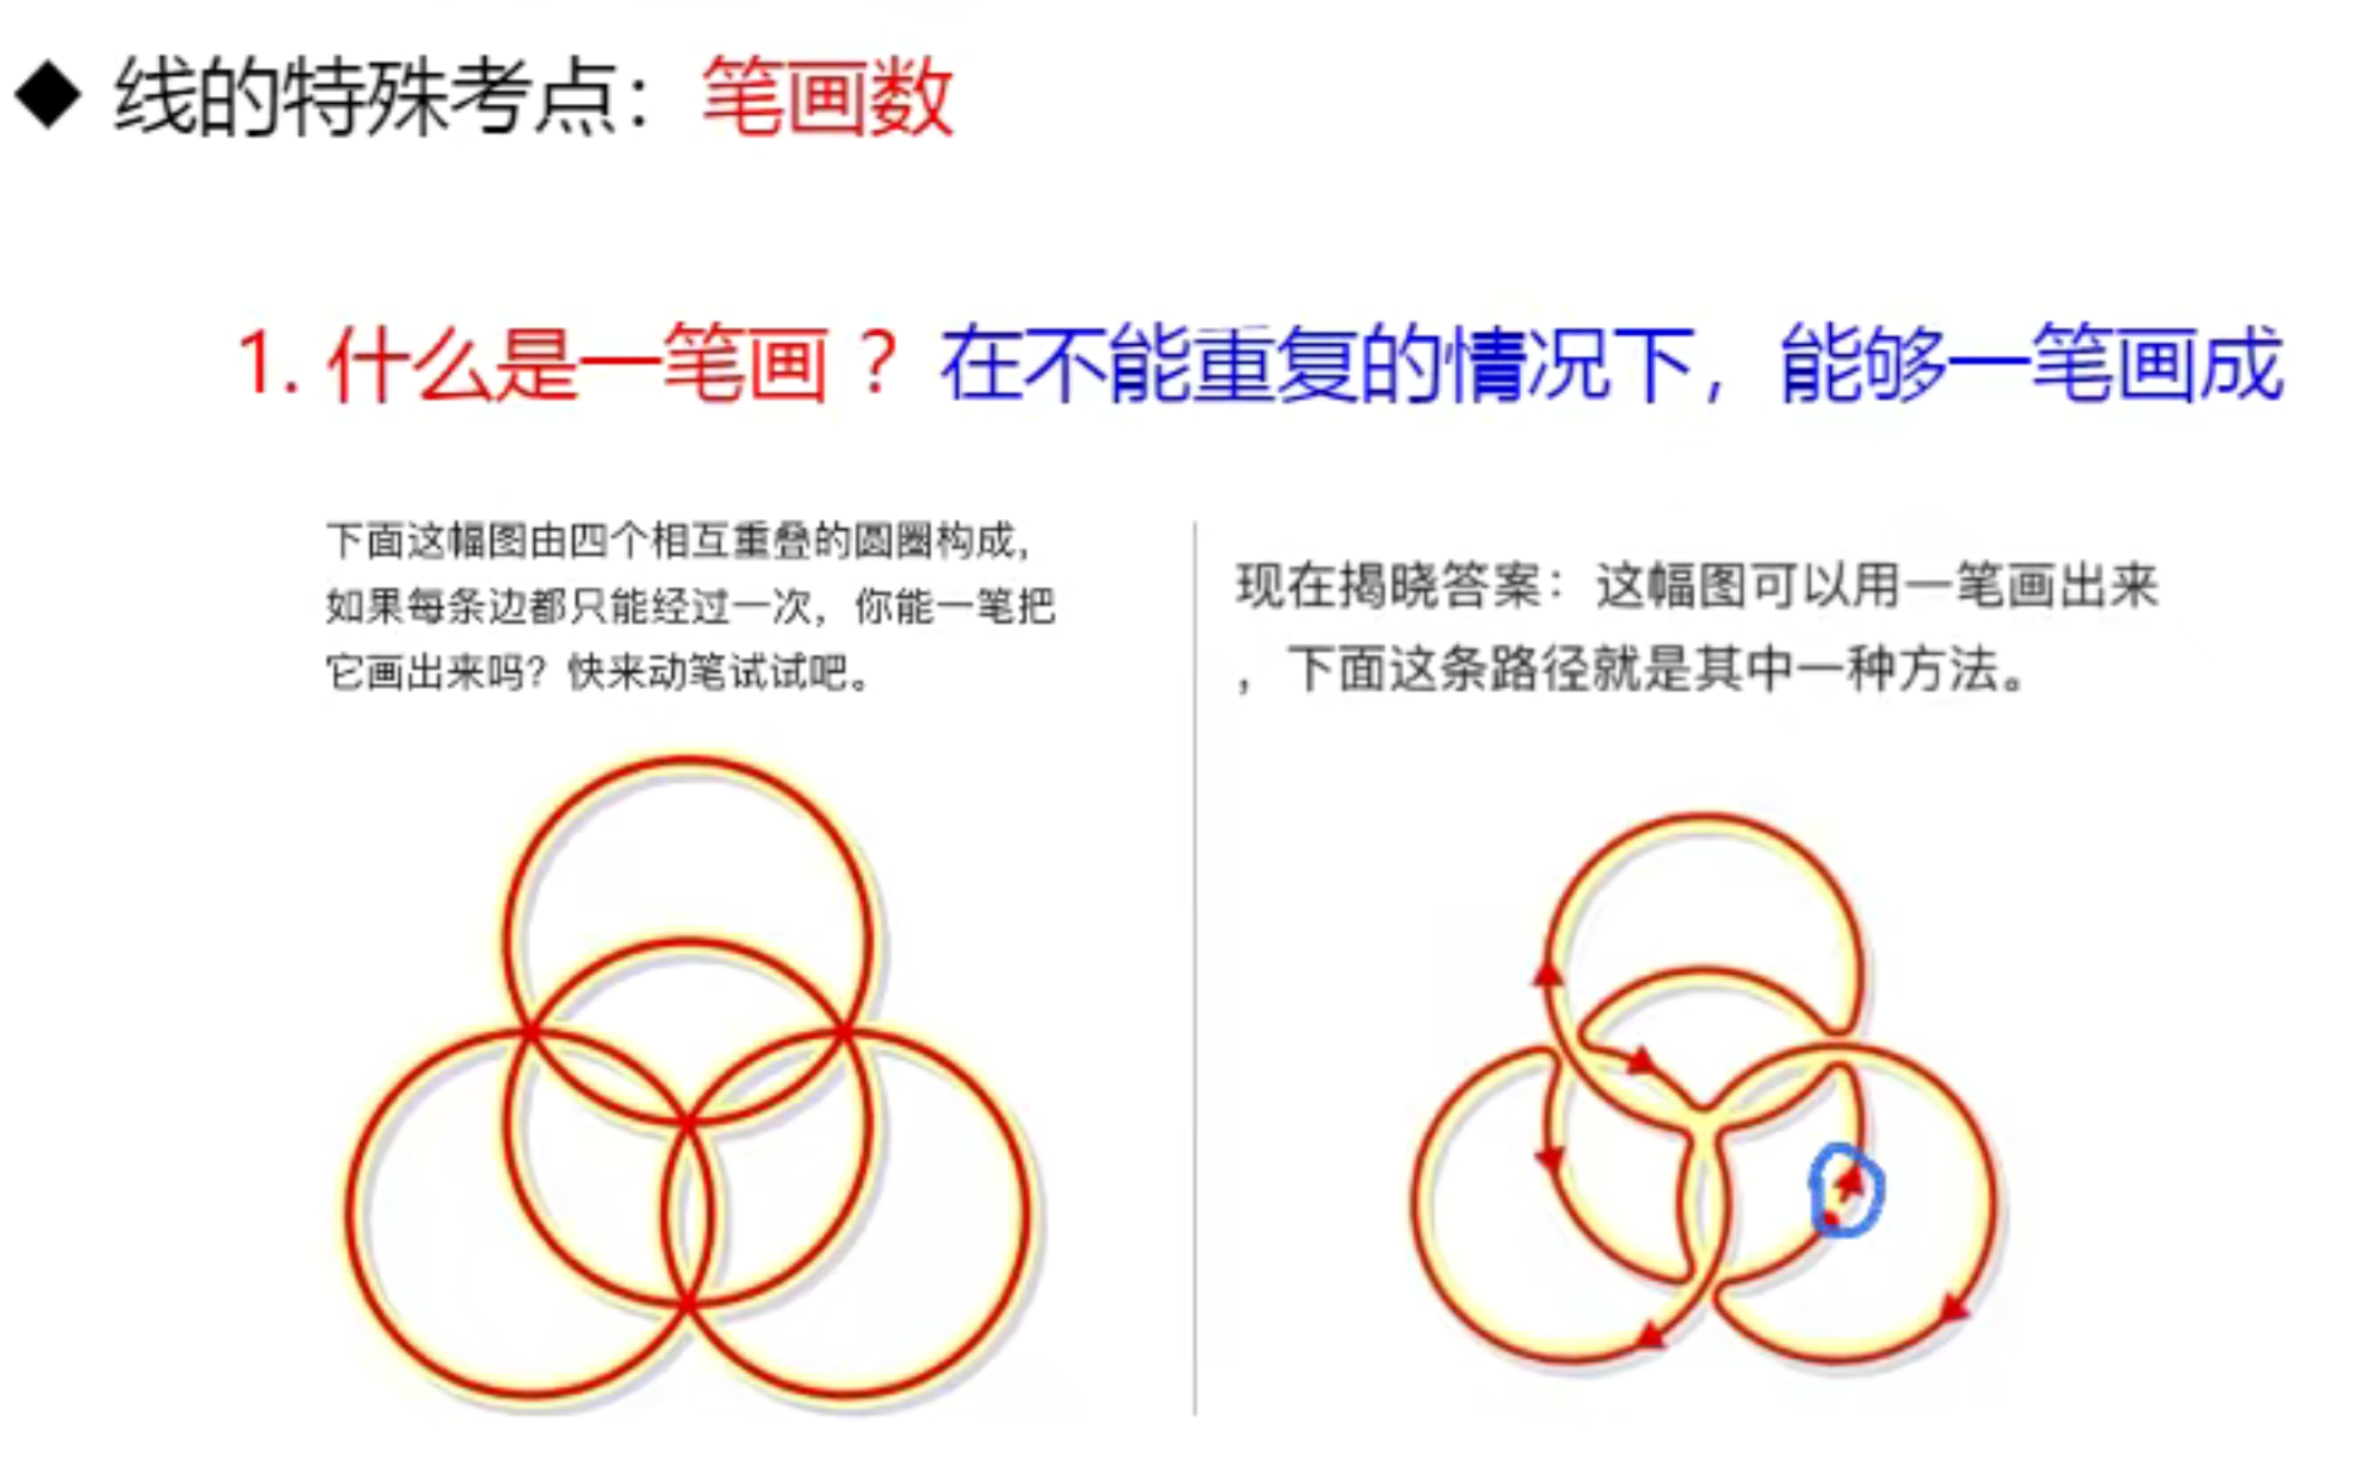 ◆ 线的特殊考点：笔画数
1. 什么是一笔画？在不能重复的情况下，能够一笔画成
下面这幅图由四个相互重叠的圆圈构成，
如果每条边都只能经过一次，你能一笔把
它画出来吗？快来动笔试试吧。
现在揭晓答案：这幅图可以用一笔画出来
，下面这条路径就是其中一种方法。